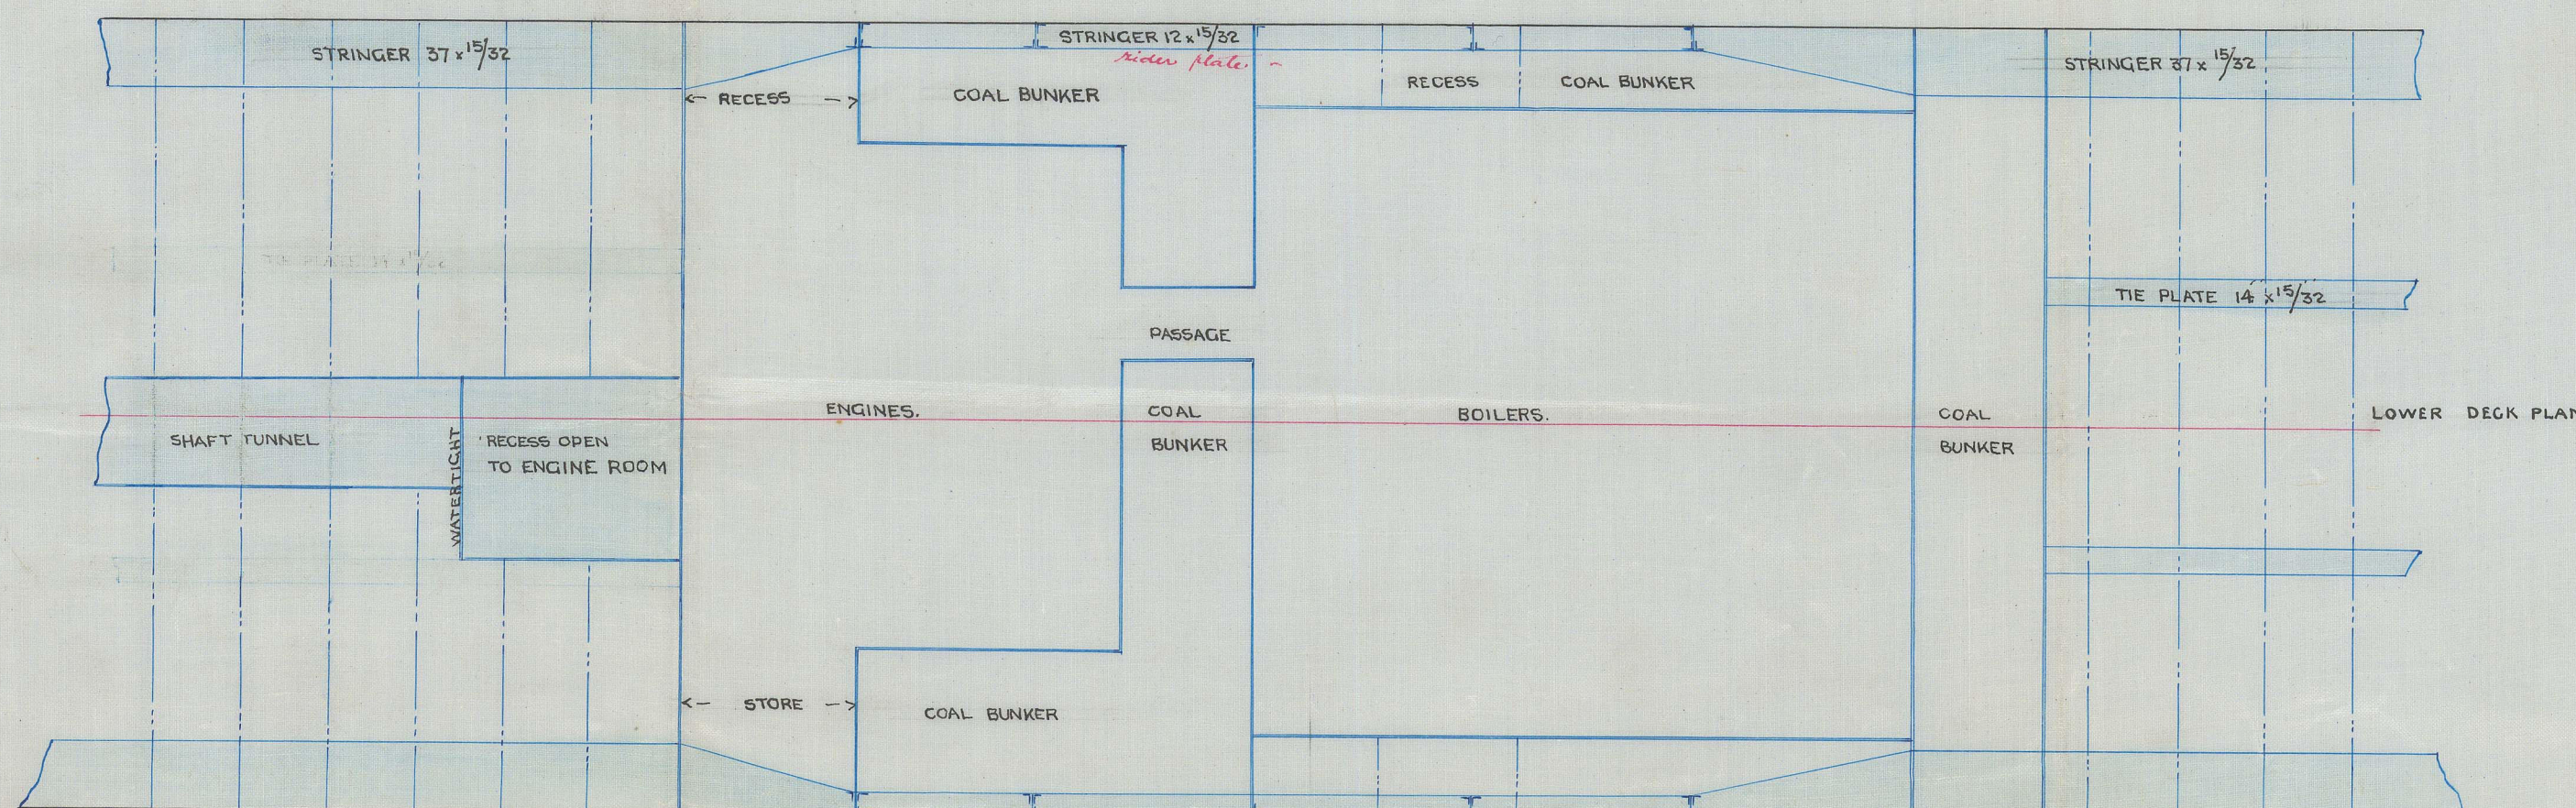 STRINGER 37 x 15/32
STRINGER 12 x 15/32
rider plate
STRINGER 37 x 15/32
← RECESS →
COAL BUNKER
RECESS
COAL BUNKER
TIE PLATE 14 x 15/32
PASSAGE
ENGINES.
COAL
BUNKER
BOILERS.
COAL
BUNKER
LOWER DECK PLAN
SHAFT TUNNEL
WATERTIGHT
RECESS OPEN
TO ENGINE ROOM
← STORE →
COAL BUNKER